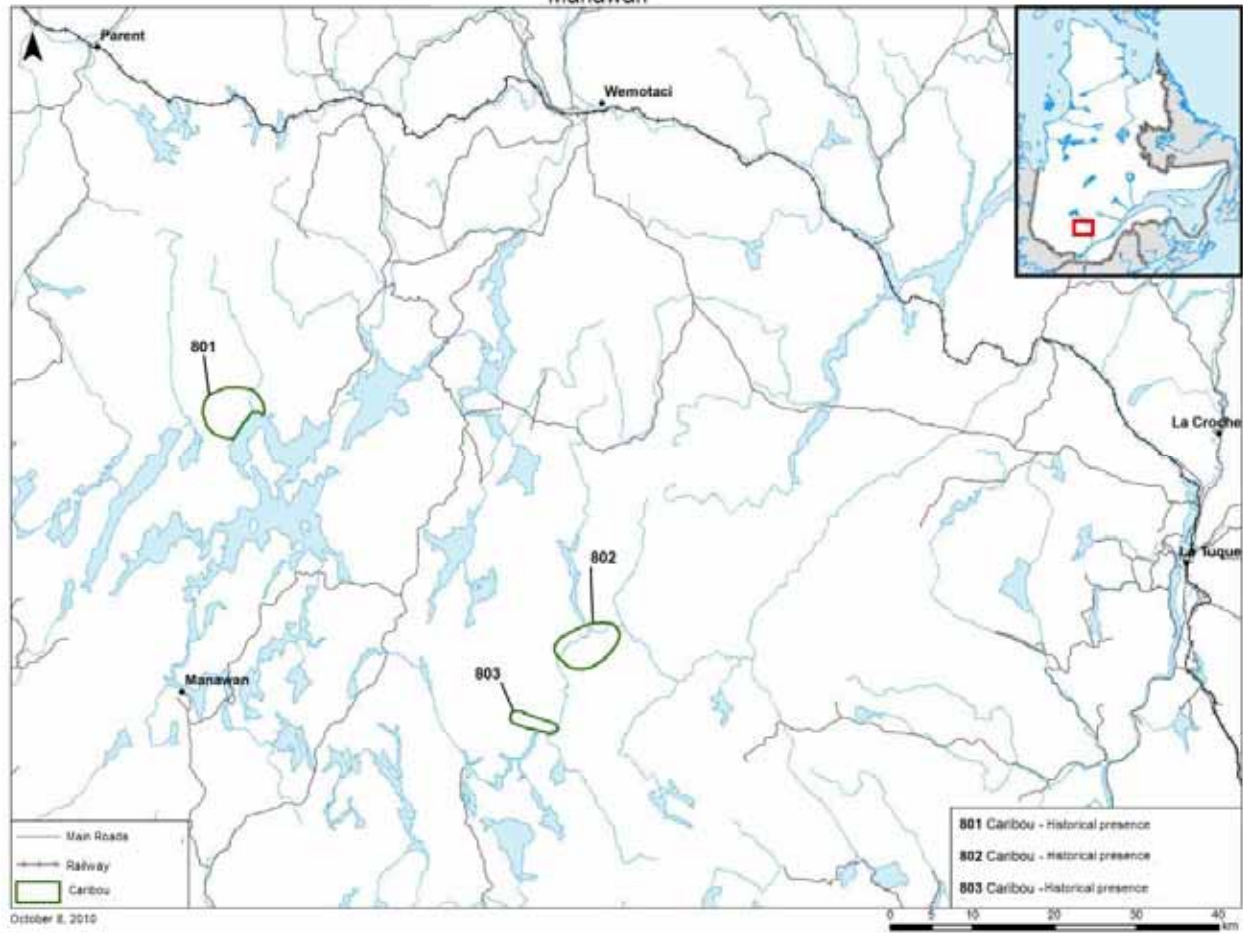 Manawan
Parent
Wemotaci
801
La Croche
La Tuque
802
803
Manawan
Main Roads
Railway
Caribou
801 Caribou - Historical presence
802 Caribou - Historical presence
803 Caribou - Historical presence
October 8, 2010
0 5 10 20 30 40
km